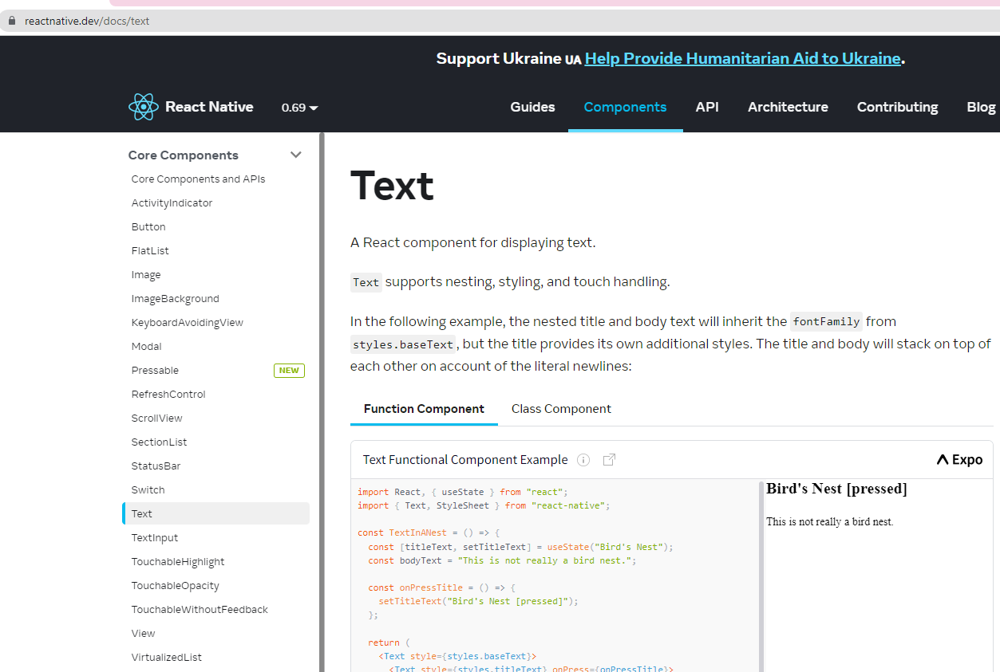 reactnative.dev/docs/text
Support Ukraine UA Help Provide Humanitarian Aid to Ukraine.
React Native 0.69 Guides Components API Architecture Contributing Blog
Core Components
Core Components and APIs
ActivityIndicator
Button
FlatList
Image
ImageBackground
KeyboardAvoidingView
Modal
Pressable NEW
RefreshControl
ScrollView
SectionList
StatusBar
Switch
Text
TextInput
TouchableHighlight
TouchableOpacity
TouchableWithoutFeedback
View
VirtualizedList
Text
A React component for displaying text.
Text supports nesting, styling, and touch handling.
In the following example, the nested title and body text will inherit the fontFamily from
styles.baseText, but the title provides its own additional styles. The title and body will stack on top of
each other on account of the literal newlines:
Function Component Class Component
Text Functional Component Example Expo
import React, { useState } from "react";
import { Text, StyleSheet } from "react-native";
const TextInANest = () => {
const [titleText, setTitleText] = useState("Bird's Nest");
const bodyText = "This is not really a bird nest.";
const onPressTitle = () => {
setTitleText("Bird's Nest [pressed]");
};
return (
<Text style={styles.baseText}>
<Text style={styles.titleText} onPress={onPressTitle}>
Bird's Nest [pressed]
This is not really a bird nest.